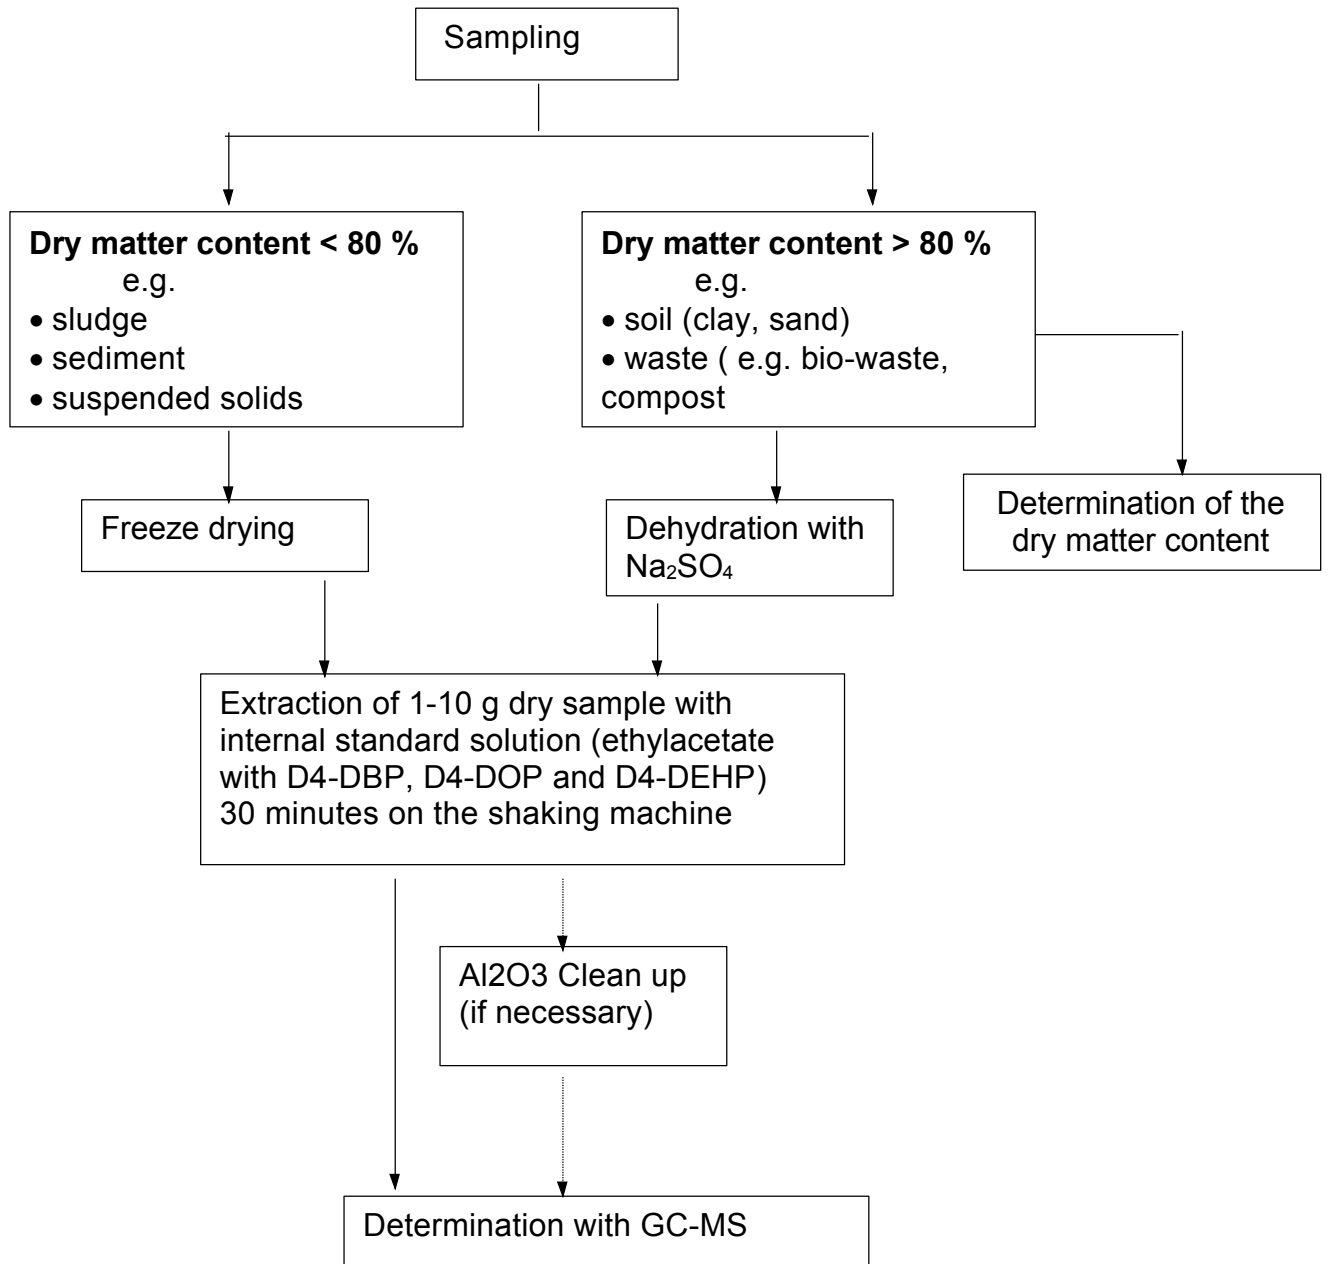 Sampling
Dry matter content < 80 %
e.g.
• sludge
• sediment
• suspended solids
Dry matter content > 80 %
e.g.
• soil (clay, sand)
• waste ( e.g. bio-waste,
compost
Freeze drying
Dehydration with
Na₂SO₄
Determination of the
dry matter content
Extraction of 1-10 g dry sample with
internal standard solution (ethylacetate
with D4-DBP, D4-DOP and D4-DEHP)
30 minutes on the shaking machine
Al2O3 Clean up
(if necessary)
Determination with GC-MS